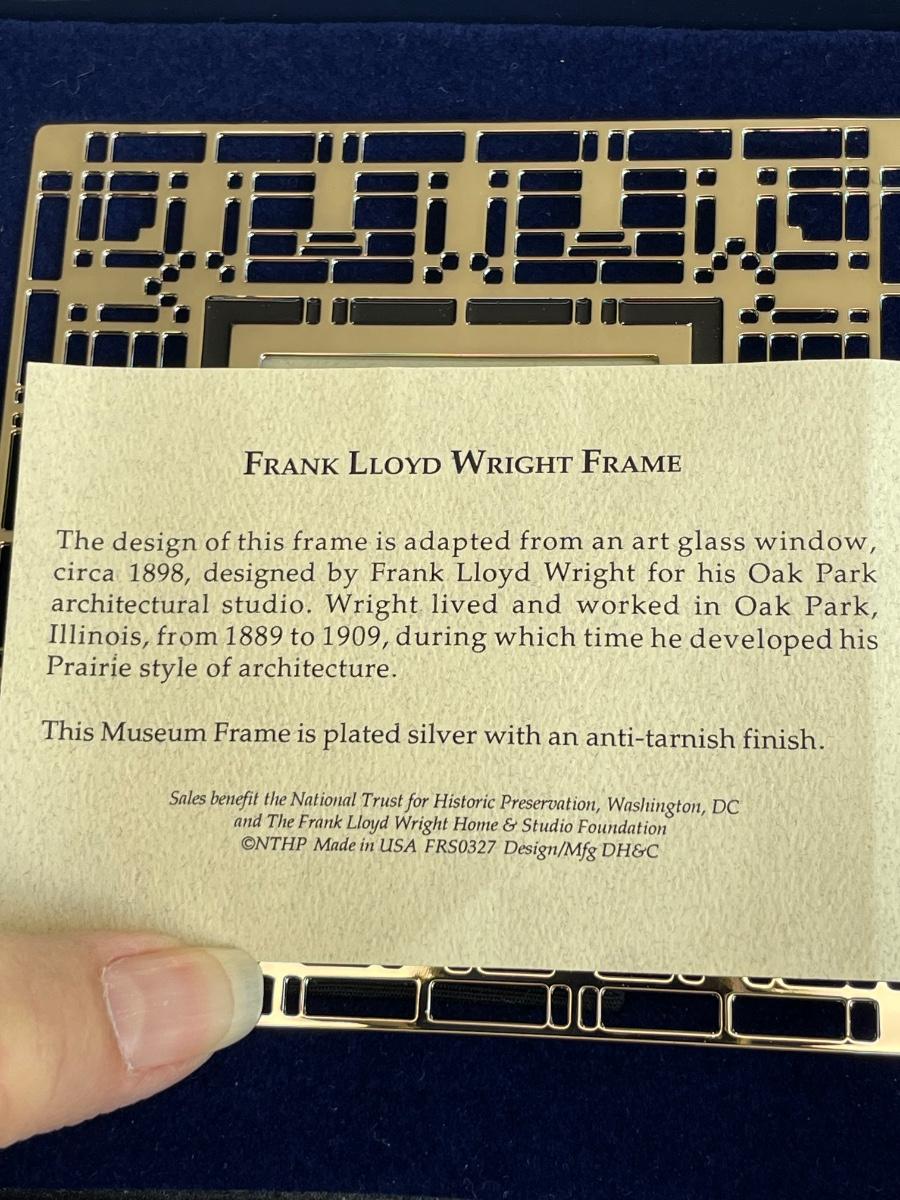 FRANK LLOYD WRIGHT FRAME
The design of this frame is adapted from an art glass window,
circa 1898, designed by Frank Lloyd Wright for his Oak Park
architectural studio. Wright lived and worked in Oak Park,
Illinois, from 1889 to 1909, during which time he developed his
Prairie style of architecture.
This Museum Frame is plated silver with an anti-tarnish finish.
Sales benefit the National Trust for Historic Preservation, Washington, DC
and The Frank Lloyd Wright Home & Studio Foundation
©NTHP Made in USA FRS0327 Design/Mfg DH&C